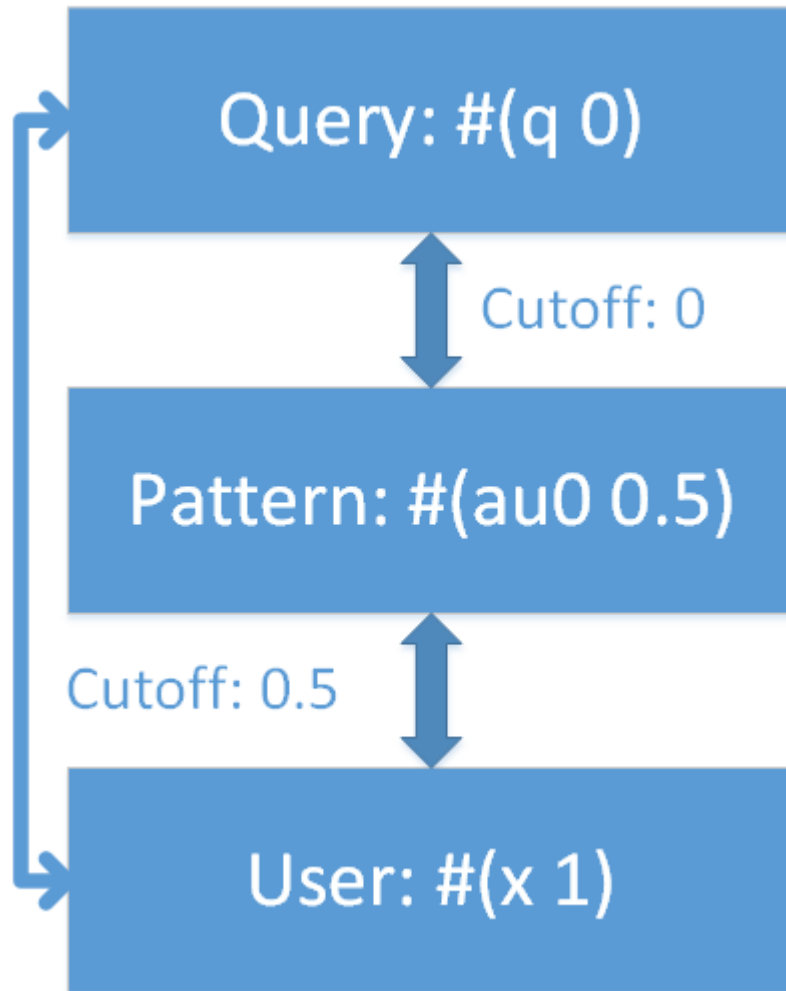 Query: #(q 0)
Cutoff: 0
Pattern: #(au0 0.5)
Cutoff: 0.5
User: #(x 1)